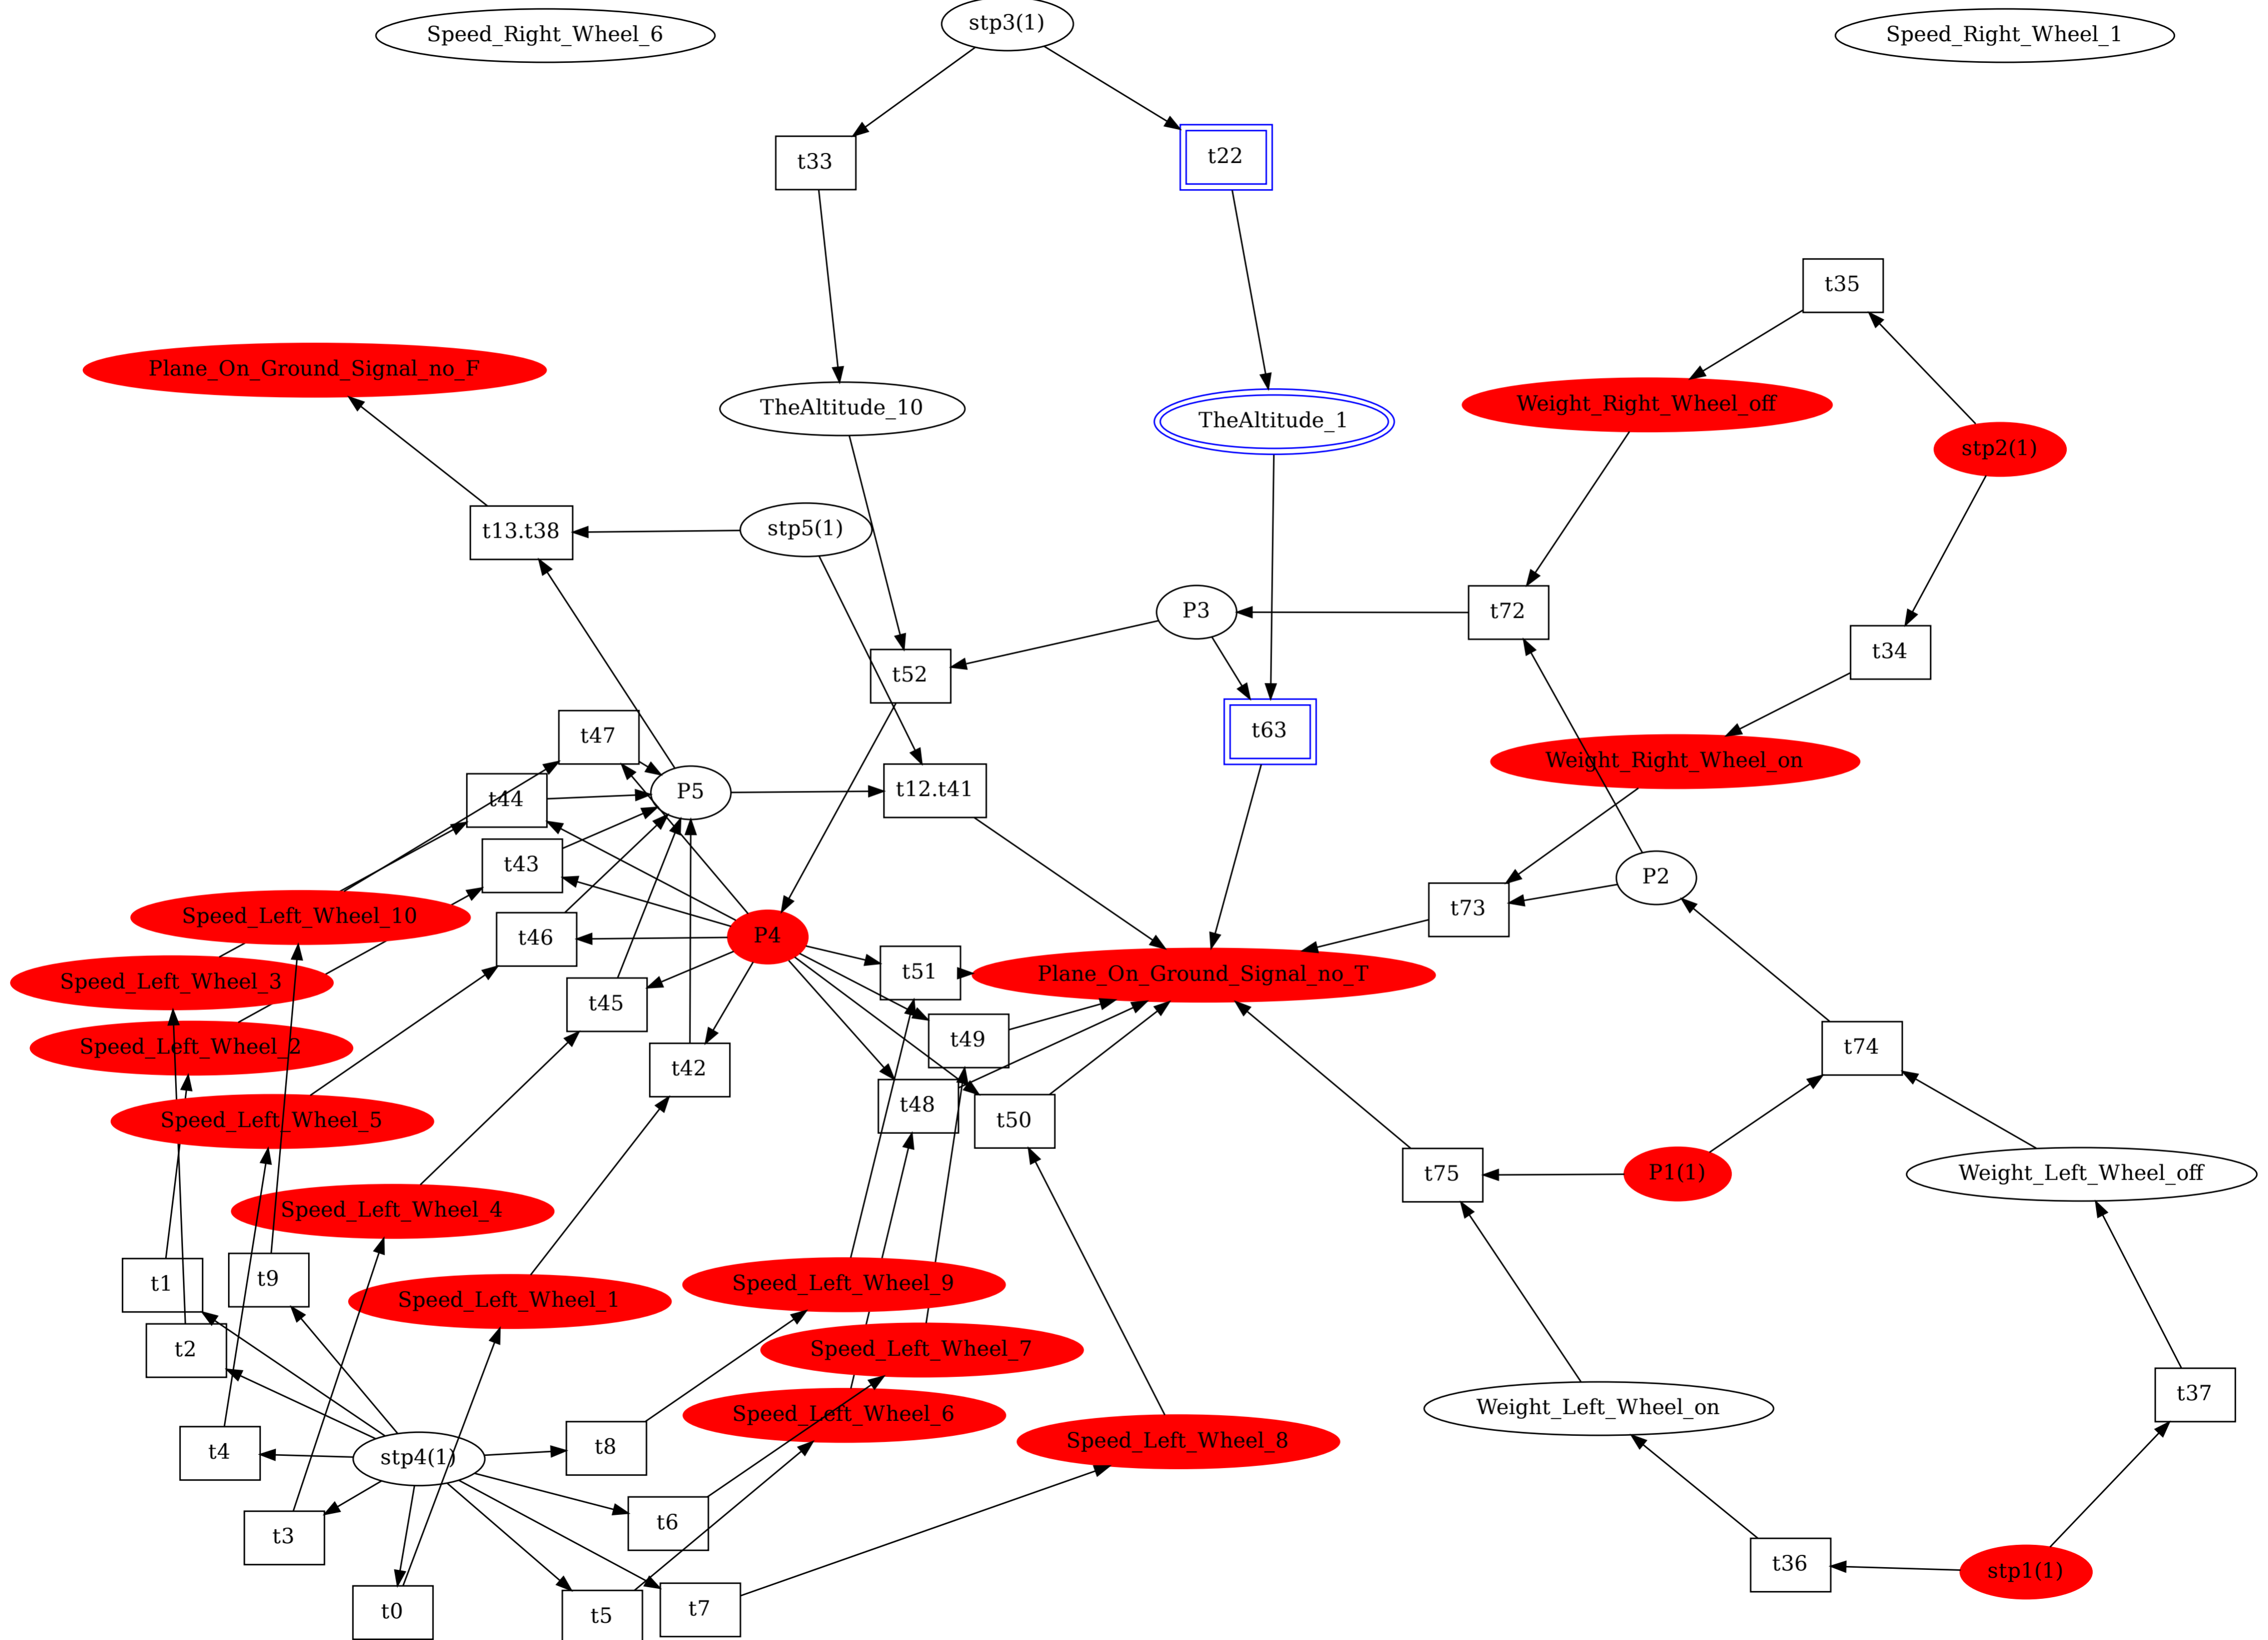 stp3(1)
Speed_Right_Wheel_6
Speed_Right_Wheel_1
t33
t22
t35
Plane_On_Ground_Signal_no_F
TheAltitude_10
TheAltitude_1
Weight_Right_Wheel_off
stp2(1)
t13.t38
stp5(1)
P3
t72
t34
t52
t47
t63
Weight_Right_Wheel_on
t44
P5
t12.t41
t43
P2
Speed_Left_Wheel_10
t73
t46
P4
Speed_Left_Wheel_3
t51
Plane_On_Ground_Signal_no_T
t45
t49
Speed_Left_Wheel_2
t74
t42
t48
Speed_Left_Wheel_5
t50
t75
P1(1)
Weight_Left_Wheel_off
Speed_Left_Wheel_4
t1
t9
Speed_Left_Wheel_9
Speed_Left_Wheel_1
t2
Speed_Left_Wheel_7
t37
Weight_Left_Wheel_on
Speed_Left_Wheel_6
Speed_Left_Wheel_8
t4
stp4(1)
t8
t3
t6
t36
stp1(1)
t0
t5
t7